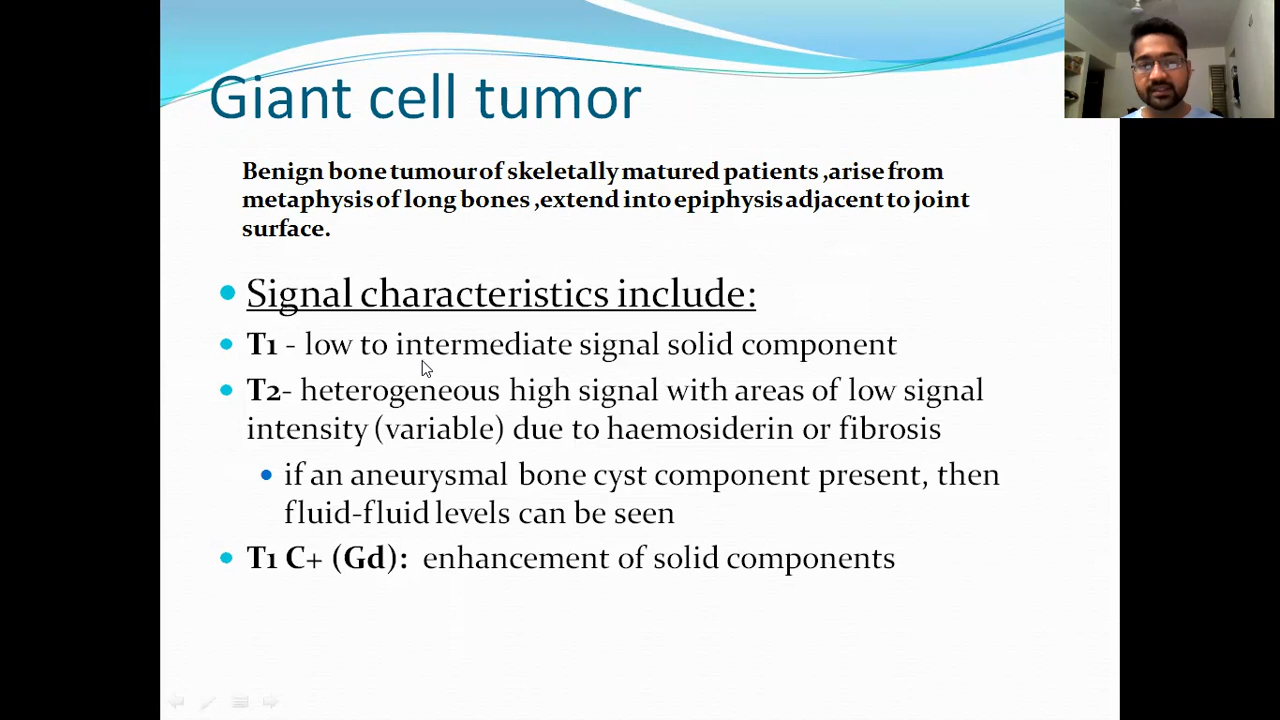 Giant cell tumor
Benign bone tumour of skeletally matured patients ,arise from
metaphysis of long bones ,extend into epiphysis adjacent to joint
surface.
Signal characteristics include:
T1 - low to intermediate signal solid component
T2- heterogeneous high signal with areas of low signal
intensity (variable) due to haemosiderin or fibrosis
if an aneurysmal bone cyst component present, then
fluid-fluid levels can be seen
T1 C+ (Gd): enhancement of solid components